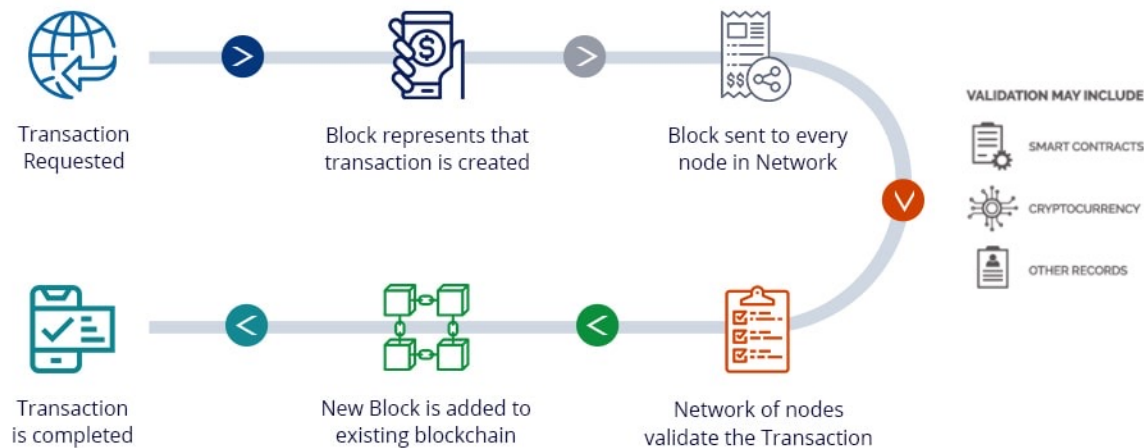 Transaction
Requested
Block represents that
transaction is created
$
Block sent to every
node in Network
$$
VALIDATION MAY INCLUDE
SMART CONTRACTS
CRYPTOCURRENCY
OTHER RECORDS
Transaction
is completed
New Block is added to
existing blockchain
Network of nodes
validate the Transaction